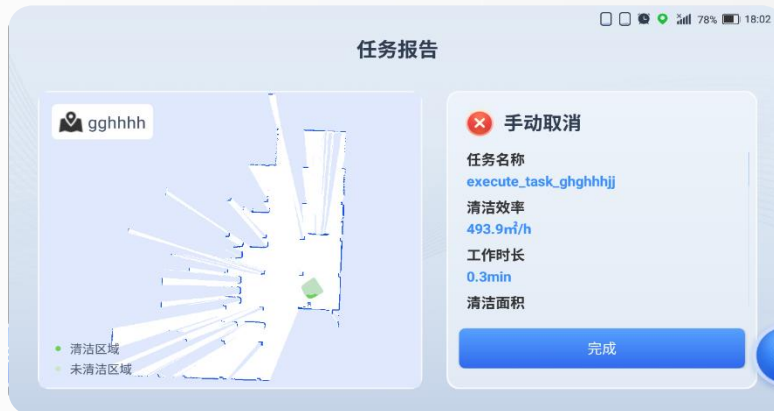 78% 18:02
任务报告
gghhhh
清洁区域
未清洁区域
手动取消
任务名称
execute_task_ghghhhjj
清洁效率
493.9㎡/h
工作时长
0.3min
清洁面积
完成